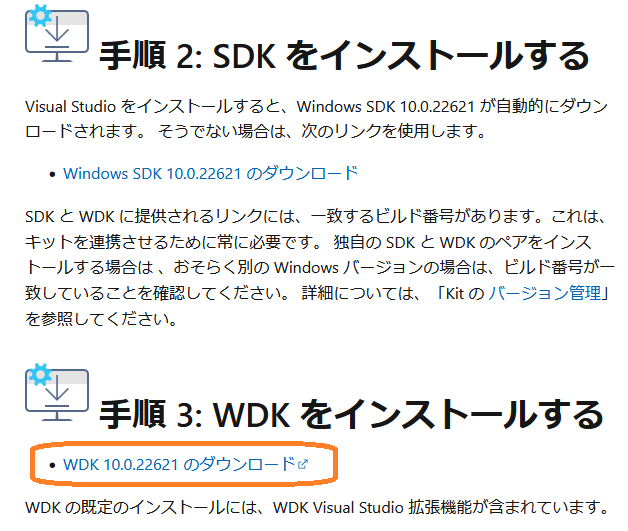 手順 2: SDK をインストールする
Visual Studio をインストールすると、Windows SDK 10.0.22621 が自動的にダウン
ロードされます。 そうでない場合は、次のリンクを使用します。
• Windows SDK 10.0.22621 のダウンロード
SDK と WDK に提供されるリンクには、一致するビルド番号があります。これは、
キットを連携させるために常に必要です。 独自の SDK と WDK のペアをインス
トールする場合は 、おそらく別の Windows バージョンの場合は、ビルド番号が一
致していることを確認してください。 詳細については、「Kit の バージョン管理」
を参照してください。
手順 3: WDK をインストールする
• WDK 10.0.22621 のダウンロード
WDK の既定のインストールには、WDK Visual Studio 拡張機能が含まれています。